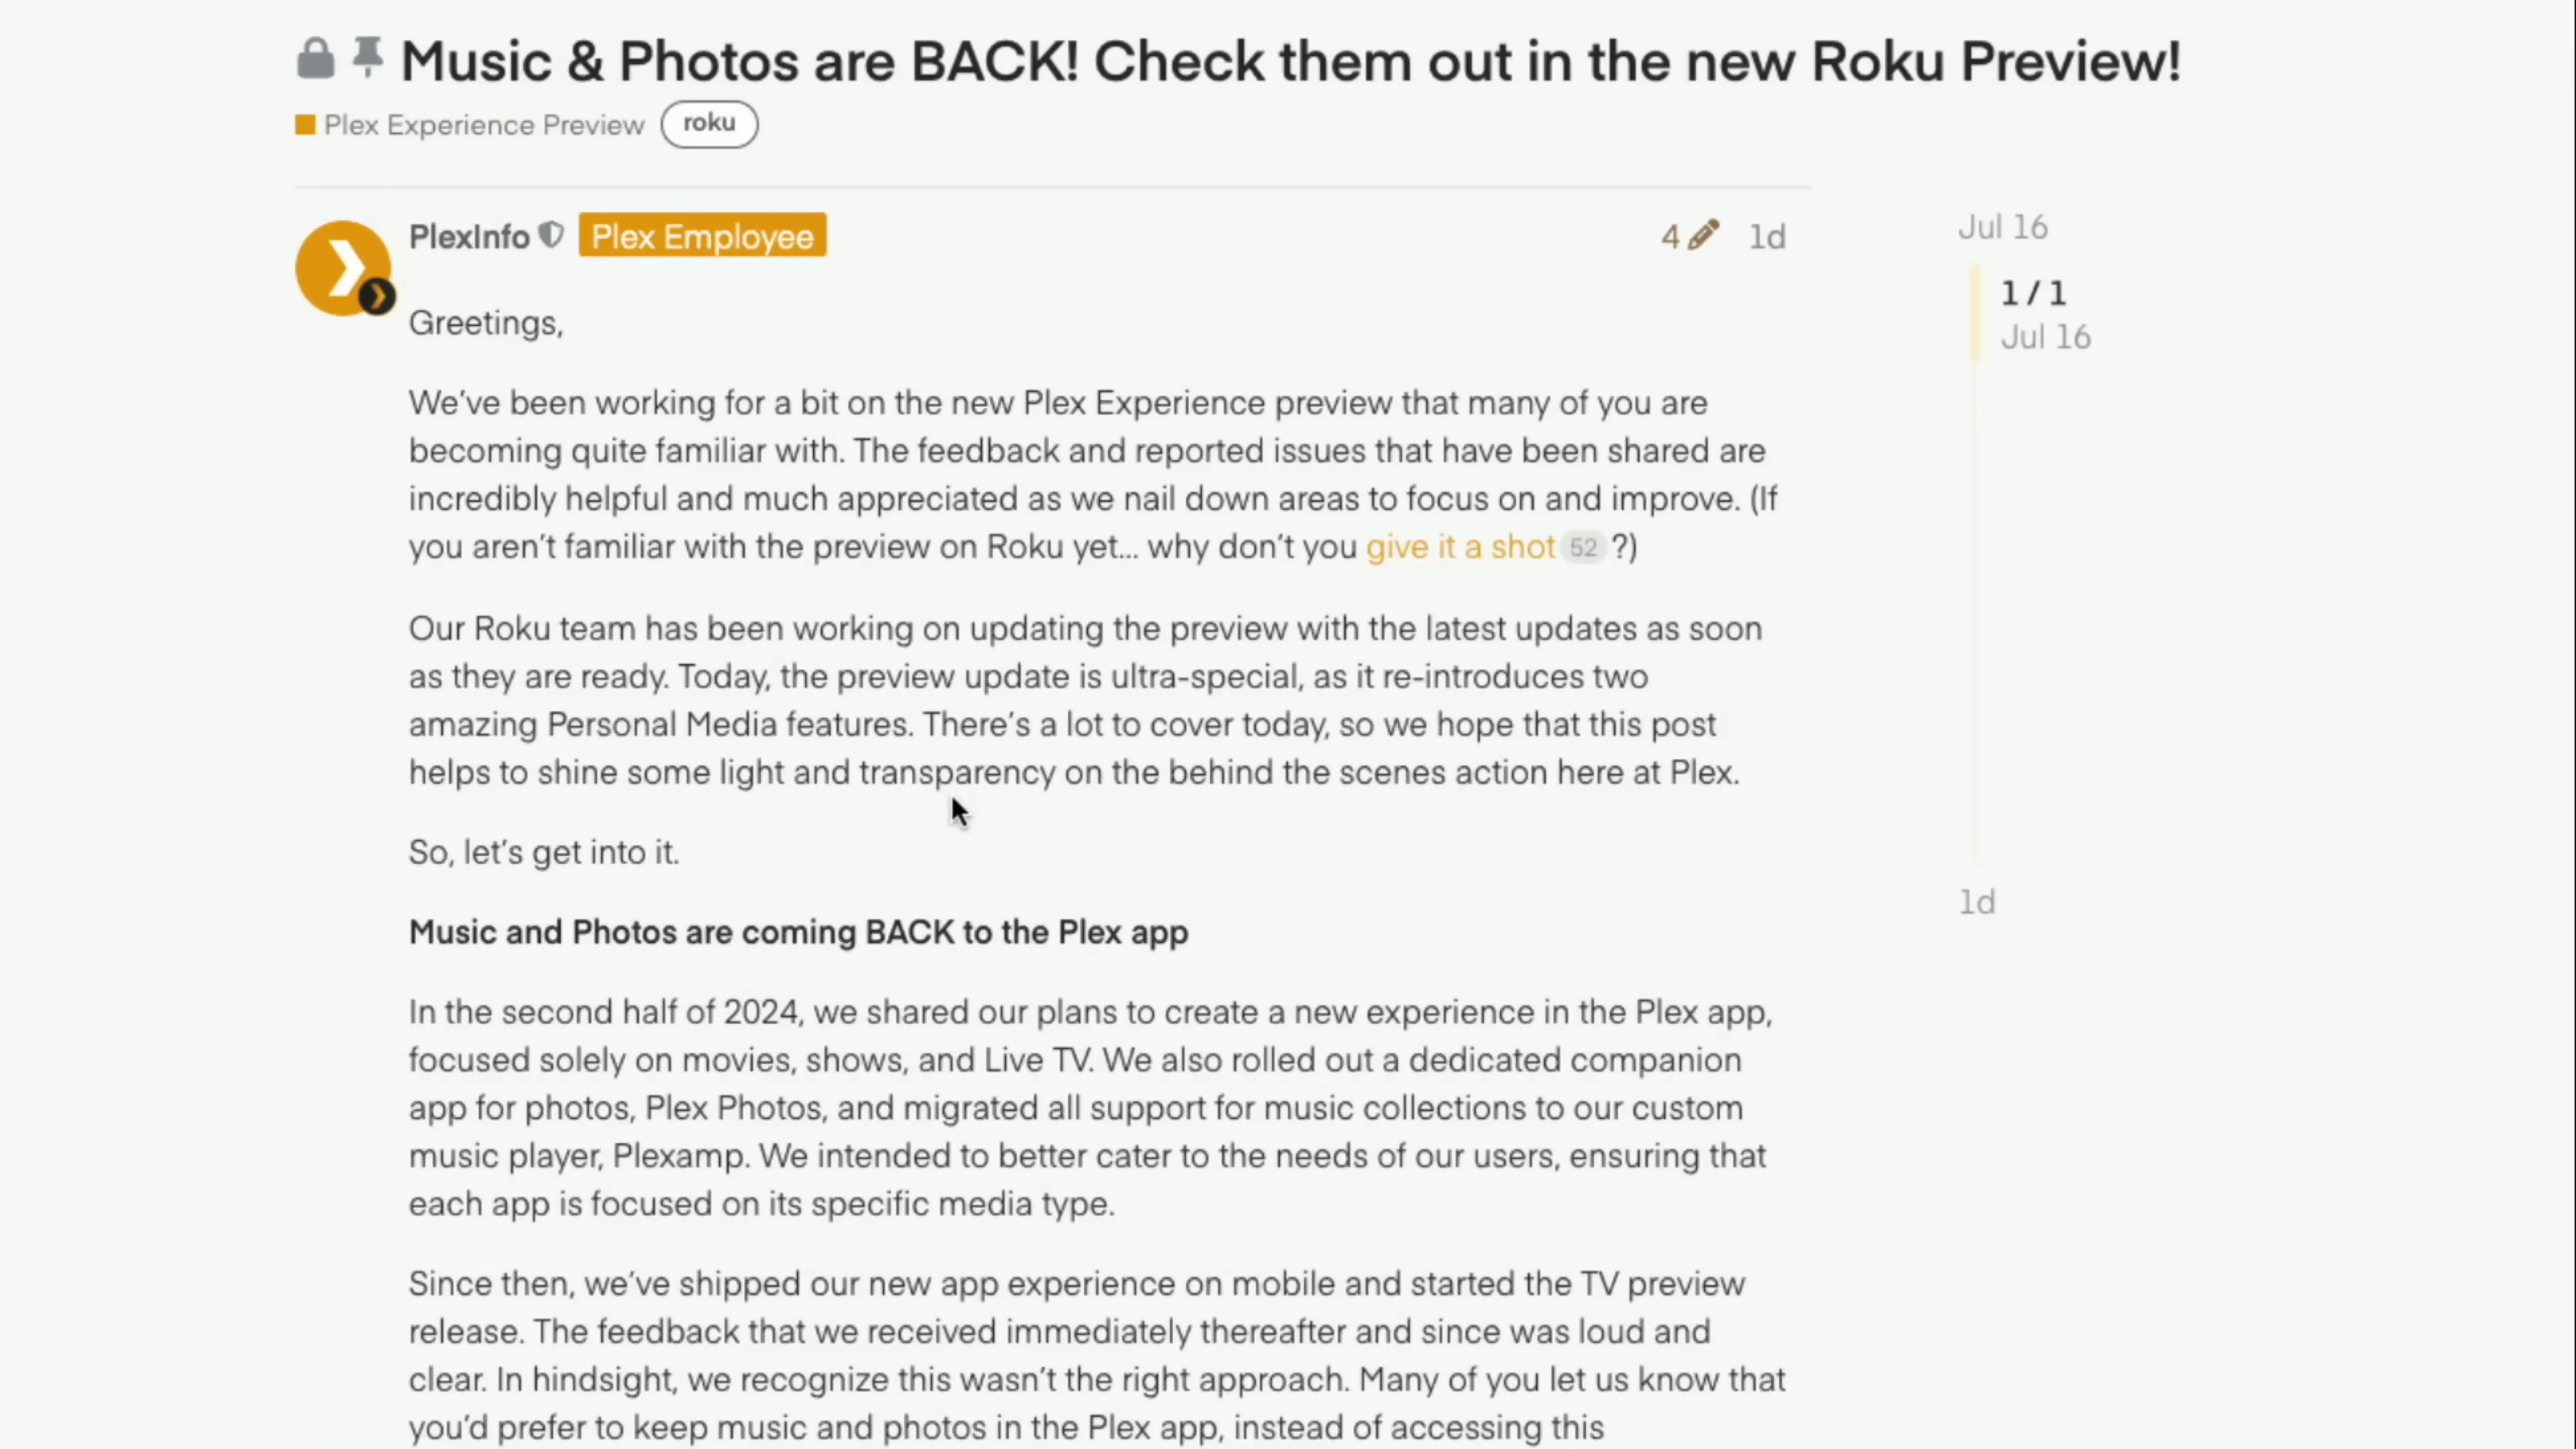 Music & Photos are BACK! Check them out in the new Roku Preview!
Plex Experience Preview roku
PlexInfo Plex Employee 4 1d
Jul 16
1 / 1
Jul 16
1d
Greetings,
We’ve been working for a bit on the new Plex Experience preview that many of you are
becoming quite familiar with. The feedback and reported issues that have been shared are
incredibly helpful and much appreciated as we nail down areas to focus on and improve. (If
you aren’t familiar with the preview on Roku yet… why don’t you give it a shot 52 ?)
Our Roku team has been working on updating the preview with the latest updates as soon
as they are ready. Today, the preview update is ultra-special, as it re-introduces two
amazing Personal Media features. There’s a lot to cover today, so we hope that this post
helps to shine some light and transparency on the behind the scenes action here at Plex.
So, let’s get into it.
Music and Photos are coming BACK to the Plex app
In the second half of 2024, we shared our plans to create a new experience in the Plex app,
focused solely on movies, shows, and Live TV. We also rolled out a dedicated companion
app for photos, Plex Photos, and migrated all support for music collections to our custom
music player, Plexamp. We intended to better cater to the needs of our users, ensuring that
each app is focused on its specific media type.
Since then, we’ve shipped our new app experience on mobile and started the TV preview
release. The feedback that we received immediately thereafter and since was loud and
clear. In hindsight, we recognize this wasn’t the right approach. Many of you let us know that
you’d prefer to keep music and photos in the Plex app, instead of accessing this